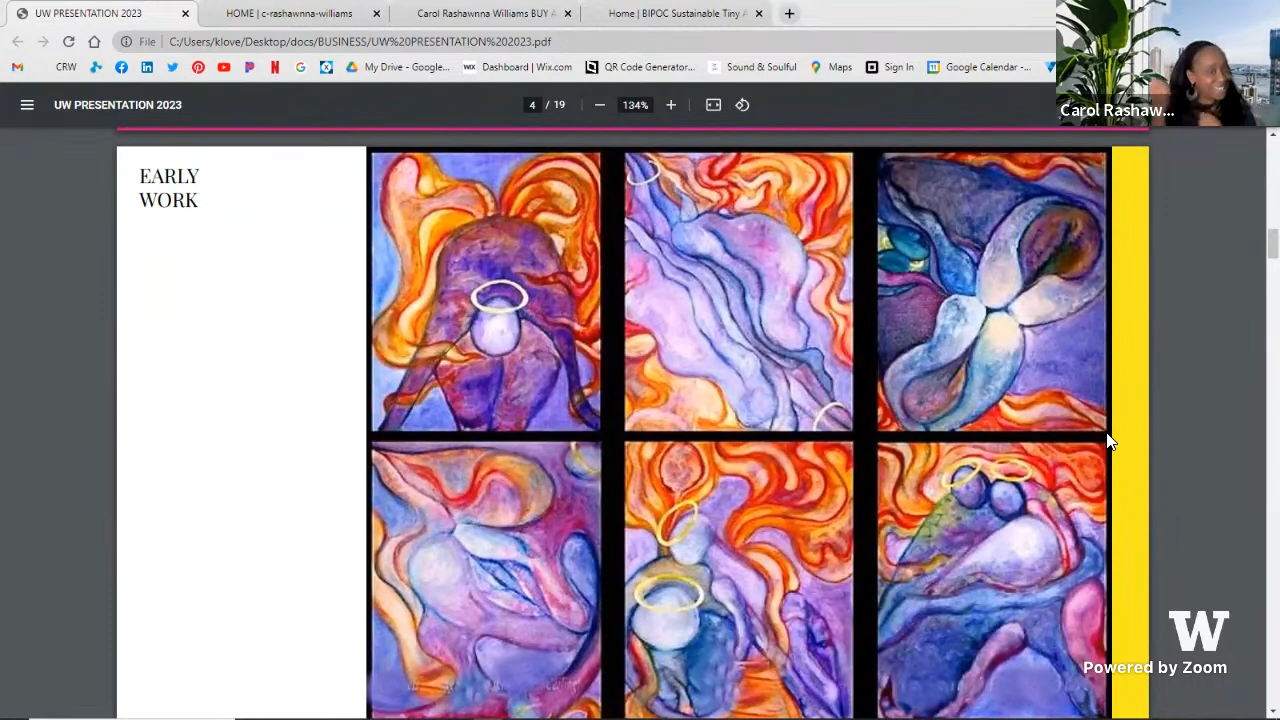 UW PRESENTATION 2023
HOME | c-rashawnna-williams
Carol Rashawnna Williams BUY A
Home | BIPOC Sustainable Tiny A
File
C:/Users/klove/Desktop/docs/BUSINESS/UW%20PRESENTATION%202023.pdf
CRW
My Drive - Google...
WiX
Dashboard | Wix.com
QR Code Generator...
Sound & Soulful
Maps
Sign In
Google Calendar -...
UW PRESENTATION 2023
4 / 19
134%
Carol Rashaw...
EARLY
WORK
W
Powered by Zoom